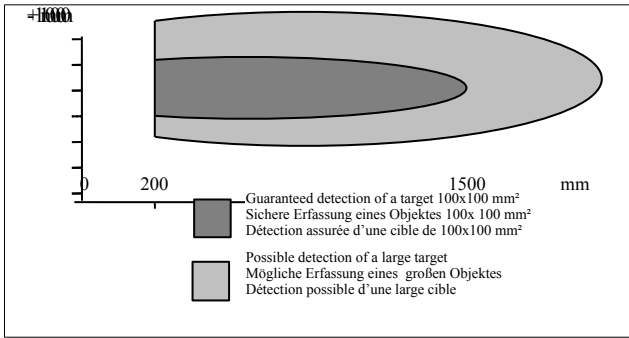 0 200 1500 mm
Guaranteed detection of a target 100x100 mm²
Sichere Erfassung eines Objektes 100x 100 mm²
Détection assurée d’une cible de 100x100 mm²
Possible detection of a large target
Mögliche Erfassung eines großen Objektes
Détection possible d’une large cible